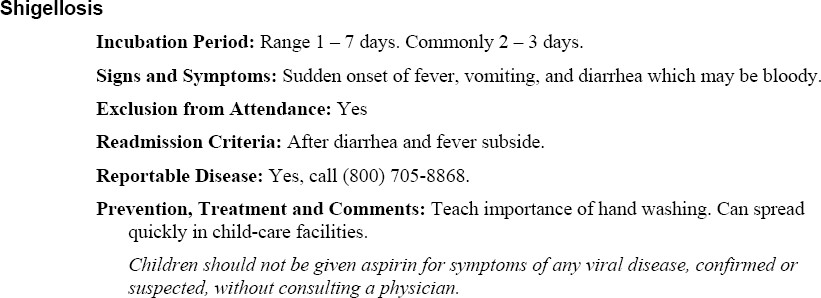 Shigellosis
Incubation Period: Range 1 – 7 days. Commonly 2 – 3 days.
Signs and Symptoms: Sudden onset of fever, vomiting, and diarrhea which may be bloody.
Exclusion from Attendance: Yes
Readmission Criteria: After diarrhea and fever subside.
Reportable Disease: Yes, call (800) 705-8868.
Prevention, Treatment and Comments: Teach importance of hand washing. Can spread
quickly in child-care facilities.
Children should not be given aspirin for symptoms of any viral disease, confirmed or
suspected, without consulting a physician.